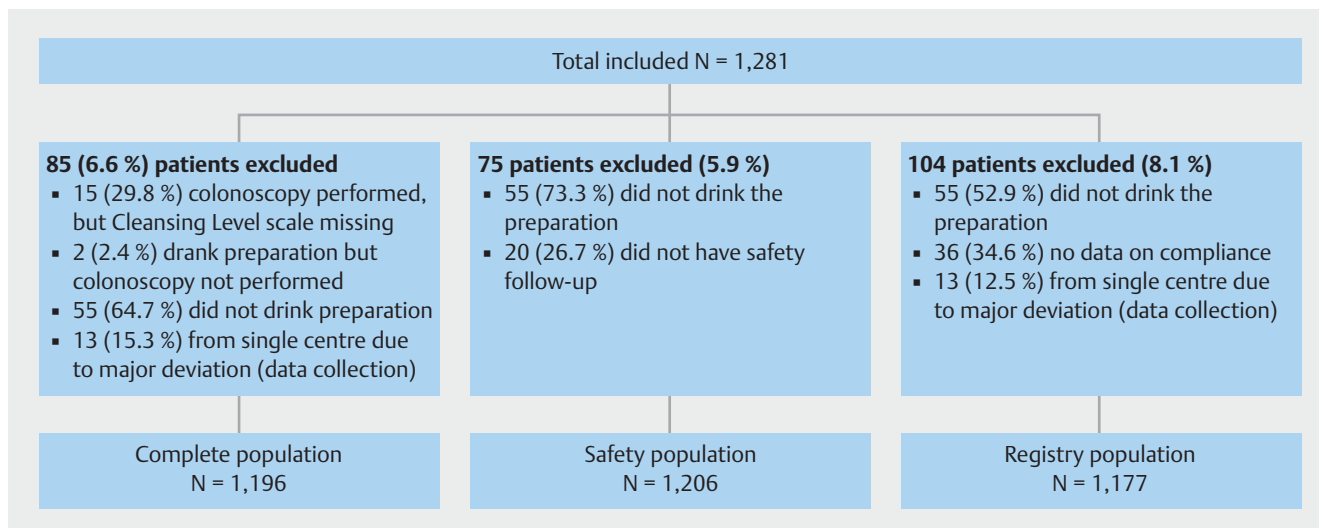 Total included N = 1,281
85 (6.6 %) patients excluded
▪ 15 (29.8 %) colonoscopy performed,
but Cleansing Level scale missing
▪ 2 (2.4 %) drank preparation but
colonoscopy not performed
▪ 55 (64.7 %) did not drink preparation
▪ 13 (15.3 %) from single centre due
to major deviation (data collection)
75 patients excluded (5.9 %)
▪ 55 (73.3 %) did not drink the
preparation
▪ 20 (26.7 %) did not have safety
follow-up
104 patients excluded (8.1 %)
▪ 55 (52.9 %) did not drink the
preparation
▪ 36 (34.6 %) no data on compliance
▪ 13 (12.5 %) from single centre due
to major deviation (data collection)
Complete population
N = 1,196
Safety population
N = 1,206
Registry population
N = 1,177